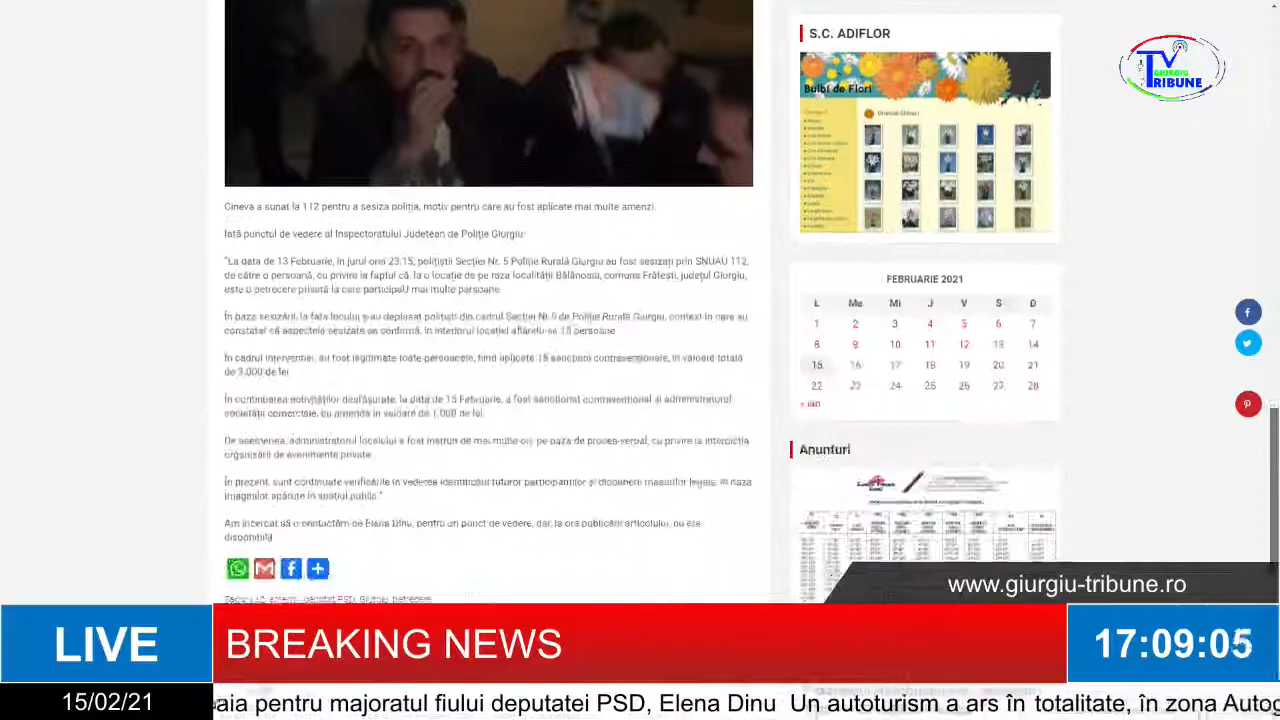 S.C. ADIFLOR
TV
GIURGIU
TRIBUNE
Bulbi de Flori
Cineva a sunat la 112 pentru a sesiza poliția, motiv pentru care au fost aplicate mai multe amenzi.
Iată punctul de vedere al Inspectoratului Județean de Poliție Giurgiu:
"La data de 13 Februarie, în jurul orei 23:15, polițiștii Secției Nr. 5 Poliție Rurală Giurgiu au fost sesizați prin SNUAU 112,
de către o persoană, cu privire la faptul că, la o locație de pe raza localității Bălănoaia, comuna Frătești, județul Giurgiu,
este o petrecere privată la care participă mai multe persoane.
În baza sesizării, la fața locului s-au deplasat polițiști din cadrul Secției Nr. 5 de Poliție Rurală Giurgiu, context în care au
constatat că aspectele sesizate se confirmă, în interiorul locației aflându-se 15 persoane.
În cadrul intervenției, au fost legitimate toate persoanele, fiind aplicate 15 sancțiuni contravenționale, în valoare totală
de 3.000 de lei.
În continuarea activităților desfășurate, la data de 15 Februarie, a fost sancționat contravențional și administratorul
societății comerciale, cu amendă în valoare de 1.000 de lei.
De asemenea, administratorul localului a fost instruit de mai multe ori, pe bază de proces-verbal, cu privire la interdicția
organizării de evenimente private.
În prezent, sunt continuate verificările în vederea identificării tuturor participanților și dispunerii măsurilor legale, în baza
imaginilor apărute în spațiul public."
Am încercat să o contactăm pe Elena Dinu, pentru un punct de vedere, dar, la ora publicării articolului, nu era
disponibilă.
FEBRUARIE 2021
L Ma Mi J V S D
1 2 3 4 5 6 7
8 9 10 11 12 13 14
15 16 17 18 19 20 21
22 23 24 25 26 27 28
« ian
Anunturi
www.giurgiu-tribune.ro
LIVE
BREAKING NEWS
17:09:05
15/02/21
aia pentru majoratul fiului deputatei PSD, Elena Dinu Un autoturism a ars în totalitate, în zona Autog